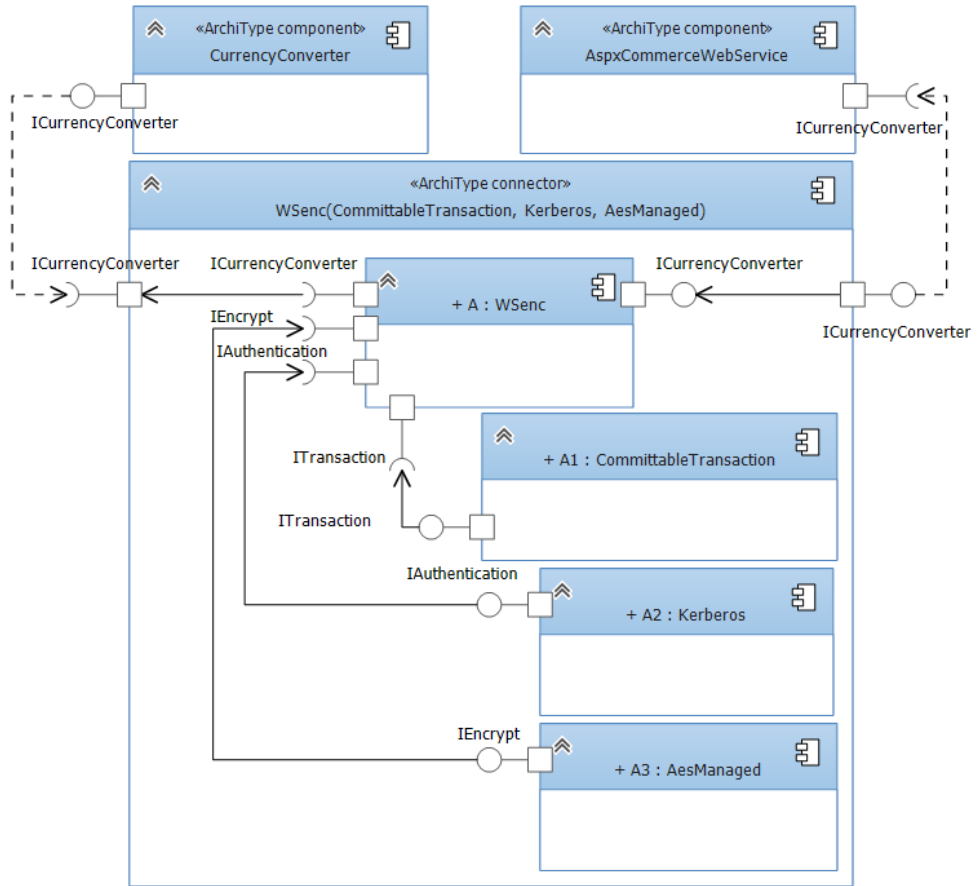 «ArchiType component»
CurrencyConverter
«ArchiType component»
AspxCommerceWebService
ICurrencyConverter
ICurrencyConverter
«ArchiType connector»
WSenc(CommittableTransaction, Kerberos, AesManaged)
ICurrencyConverter
ICurrencyConverter
ICurrencyConverter
+ A : WSenc
IEncrypt
ICurrencyConverter
IAuthentication
+ A1 : CommittableTransaction
ITransaction
ITransaction
IAuthentication
+ A2 : Kerberos
IEncrypt
+ A3 : AesManaged